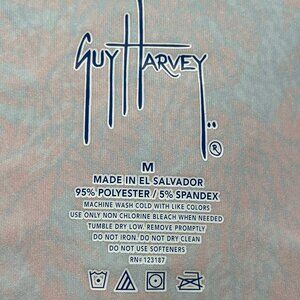 GUY HARVEY
®
M
MADE IN EL SALVADOR
95% POLYESTER / 5% SPANDEX
MACHINE WASH COLD WITH LIKE COLORS
USE ONLY NON CHLORINE BLEACH WHEN NEEDED
TUMBLE DRY LOW. REMOVE PROMPTLY
DO NOT IRON. DO NOT DRY CLEAN
DO NOT USE SOFTENERS
RN# 123187